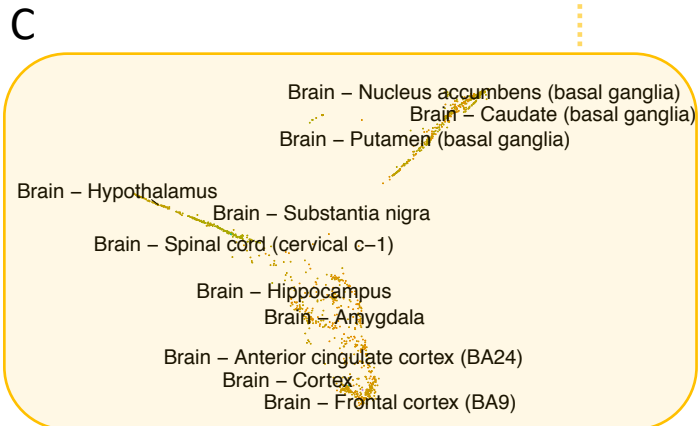 C
Brain − Nucleus accumbens (basal ganglia)
Brain − Caudate (basal ganglia)
Brain − Putamen (basal ganglia)
Brain − Hypothalamus
Brain − Substantia nigra
Brain − Spinal cord (cervical c−1)
Brain − Hippocampus
Brain − Amygdala
Brain − Anterior cingulate cortex (BA24)
Brain − Cortex
Brain − Frontal cortex (BA9)